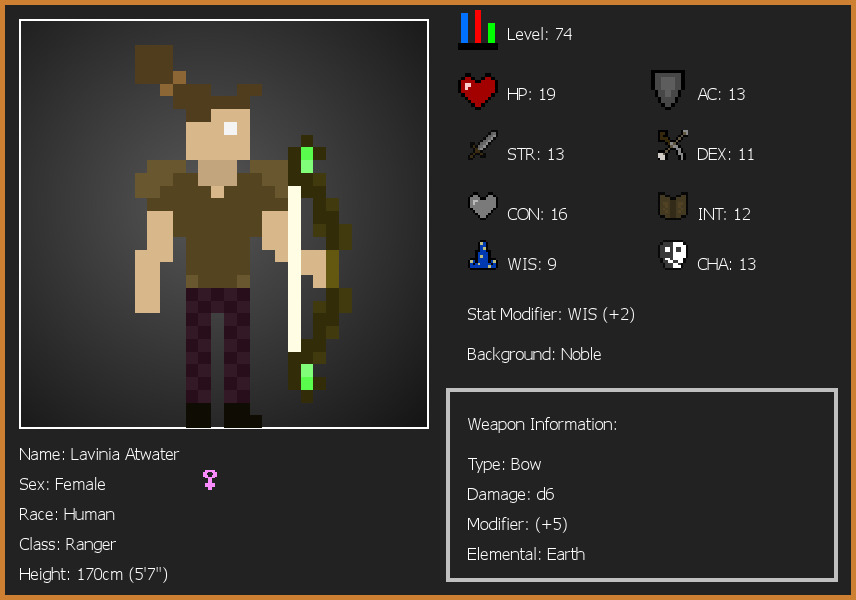 Level: 74
HP: 19
AC: 13
STR: 13
DEX: 11
CON: 16
INT: 12
WIS: 9
CHA: 13
Stat Modifier: WIS (+2)
Background: Noble
Weapon Information:
Type: Bow
Damage: d6
Modifier: (+5)
Elemental: Earth
Name: Lavinia Atwater
Sex: Female
Race: Human
Class: Ranger
Height: 170cm (5'7")